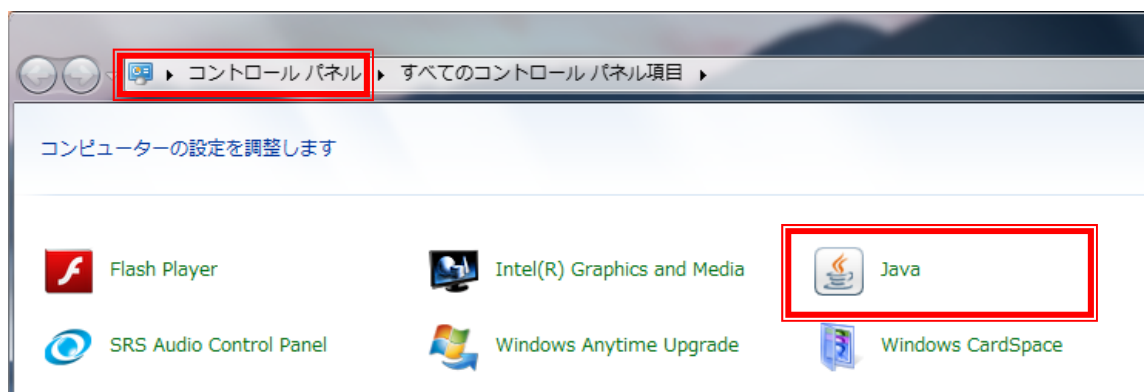 コントロール パネル ▸ すべてのコントロール パネル項目 ▸
コンピューターの設定を調整します
Flash Player
Intel(R) Graphics and Media
Java
SRS Audio Control Panel
Windows Anytime Upgrade
Windows CardSpace